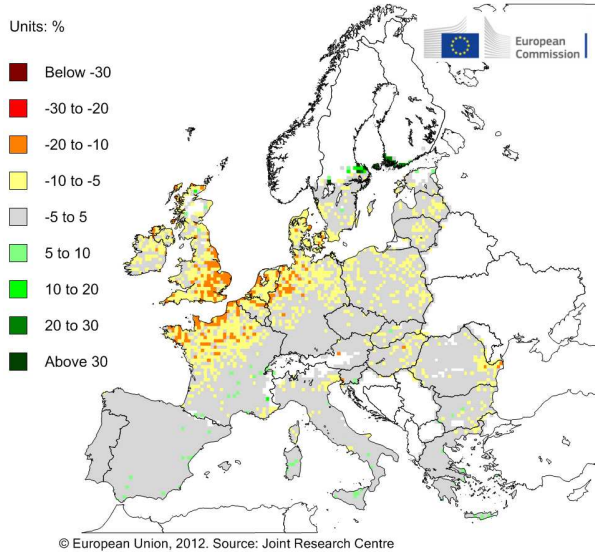 Units: %
European
Commission
Below -30
-30 to -20
-20 to -10
-10 to -5
-5 to 5
5 to 10
10 to 20
20 to 30
Above 30
© European Union, 2012. Source: Joint Research Centre